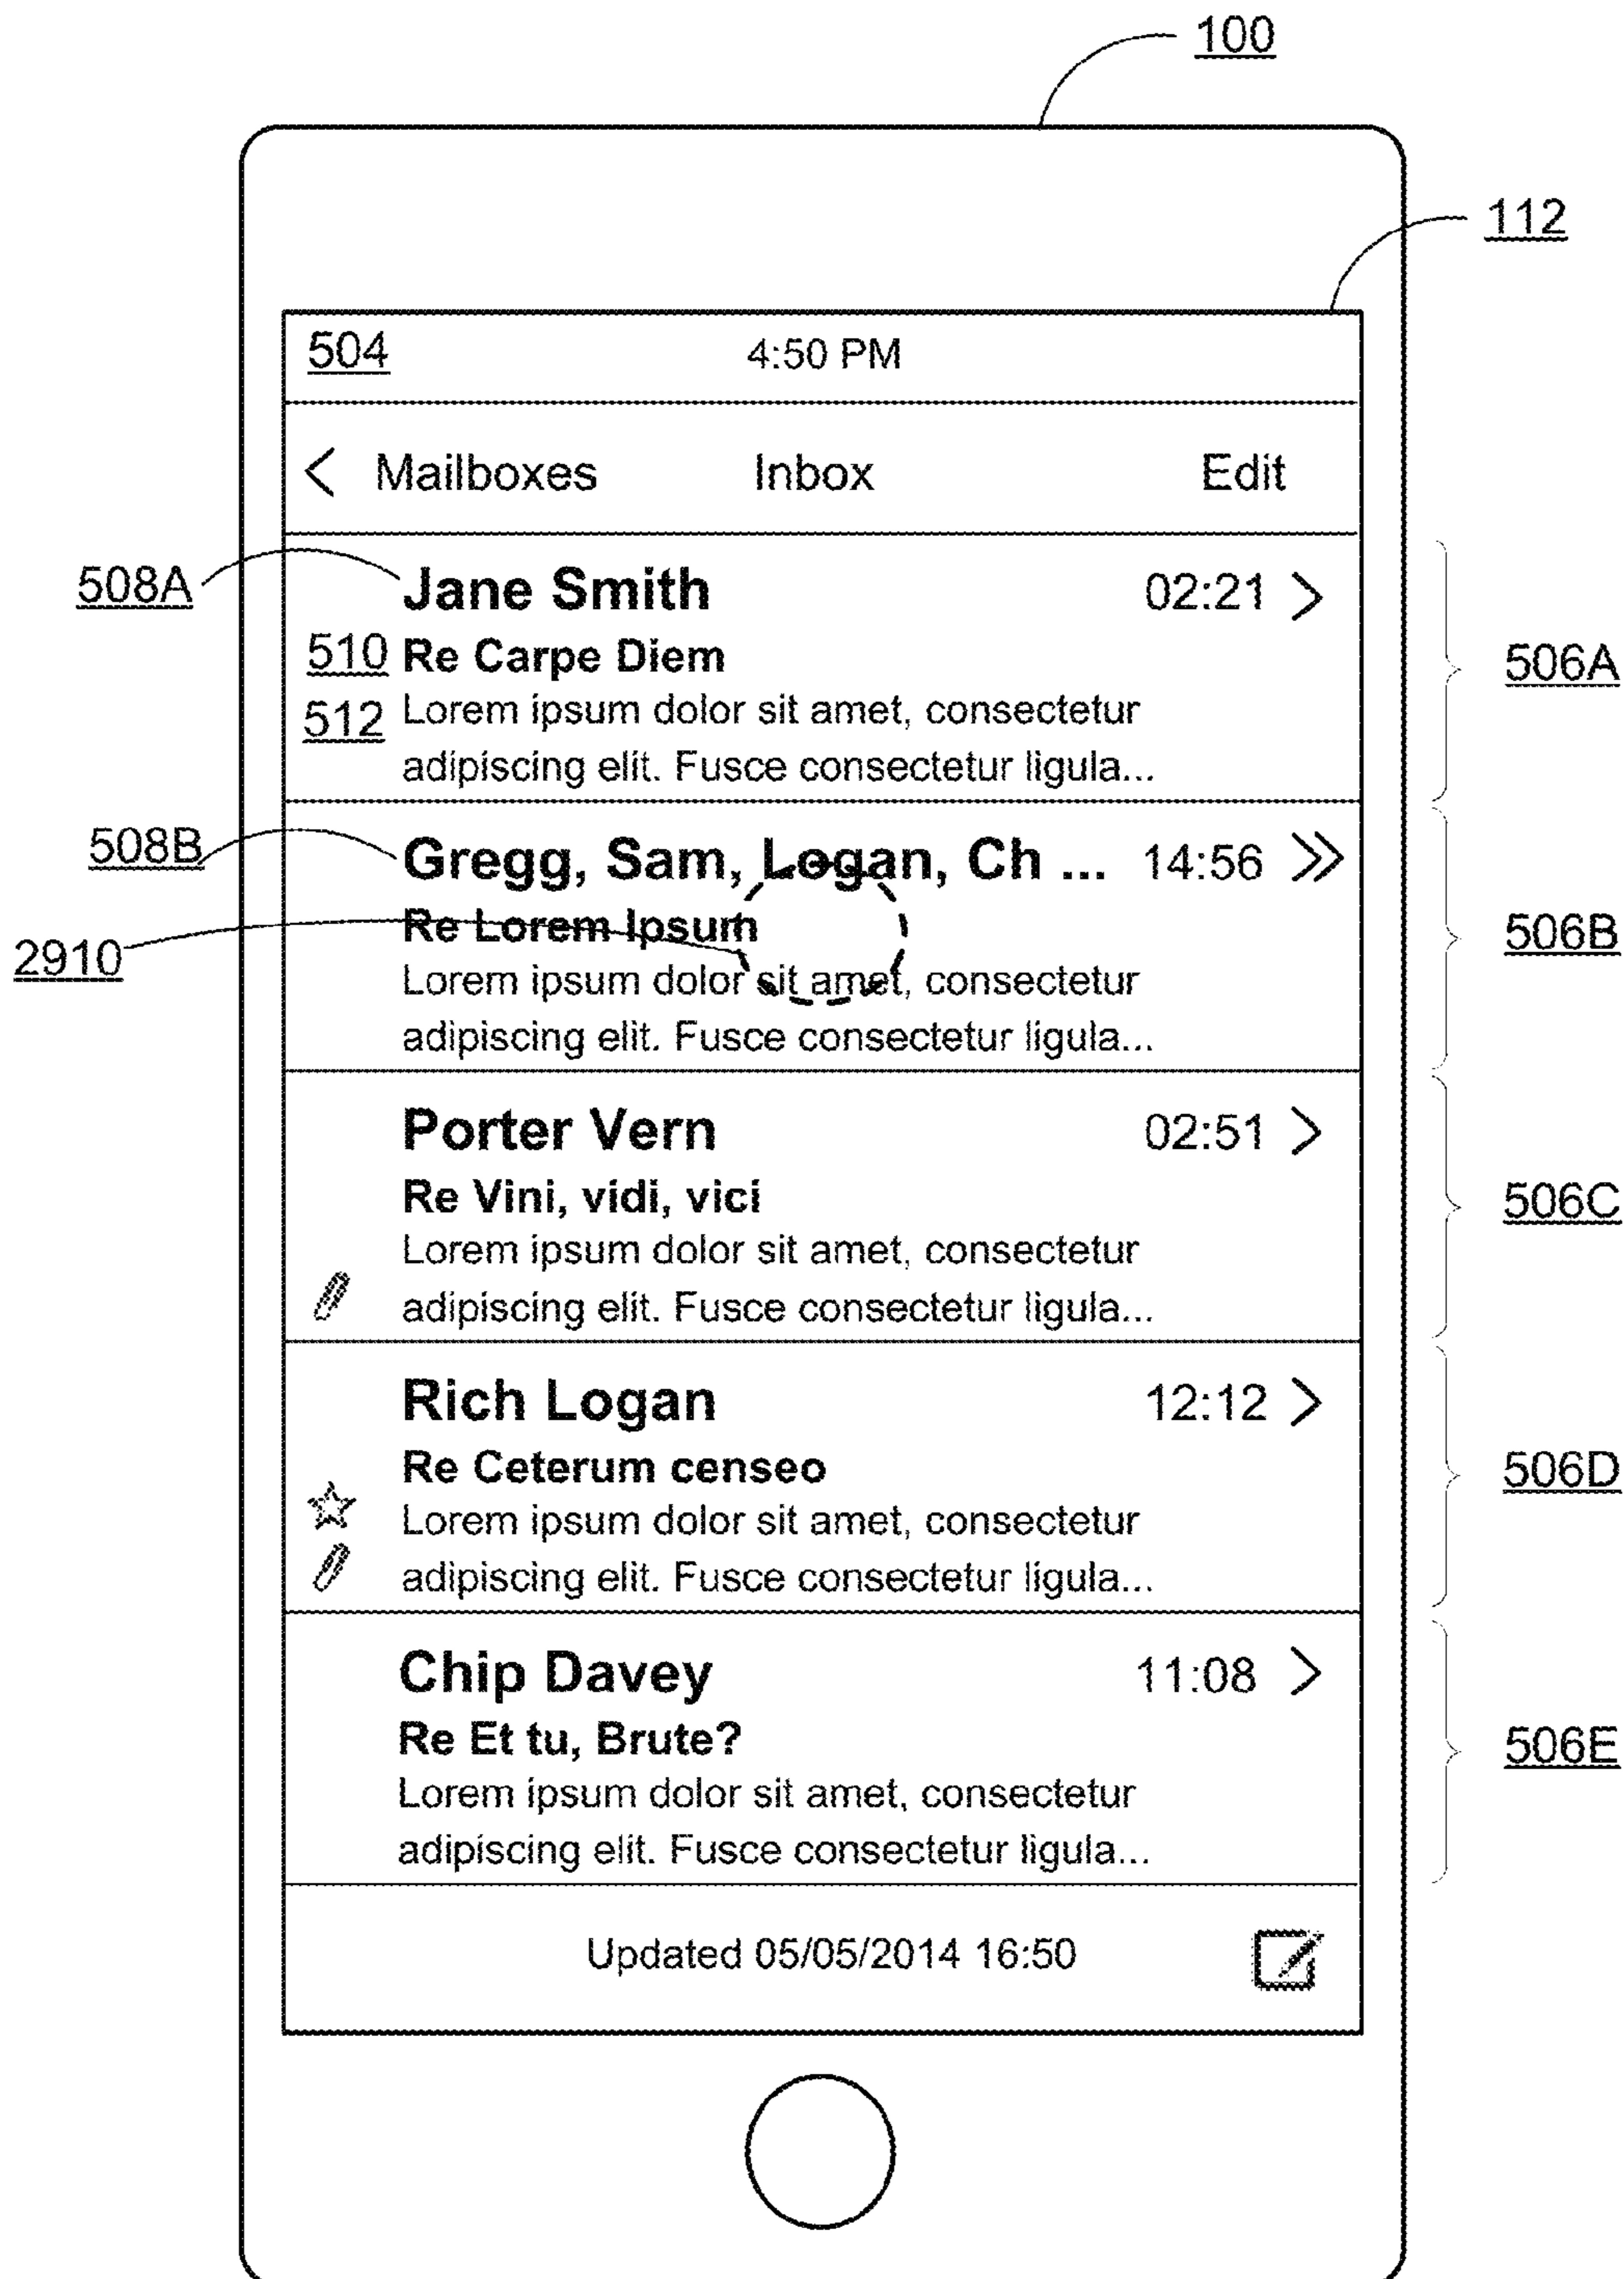 100
112
504 4:50 PM
< Mailboxes Inbox Edit
508A Jane Smith 02:21 >
510 Re Carpe Diem
506A
512 Lorem ipsum dolor sit amet, consectetur
adipiscing elit. Fusce consectetur ligula...
508B Gregg, Sam, Logan, Ch ... 14:56 >>
Re Lorem Ipsum
506B
2910
Lorem ipsum dolor sit amet, consectetur
adipiscing elit. Fusce consectetur ligula...
Porter Vern 02:51 >
Re Vini, vidi, vici
506C
Lorem ipsum dolor sit amet, consectetur
adipiscing elit. Fusce consectetur ligula...
Rich Logan 12:12 >
Re Ceterum censeo
506D
Lorem ipsum dolor sit amet, consectetur
adipiscing elit. Fusce consectetur ligula...
Chip Davey 11:08 >
Re Et tu, Brute?
506E
Lorem ipsum dolor sit amet, consectetur
adipiscing elit. Fusce consectetur ligula...
Updated 05/05/2014 16:50